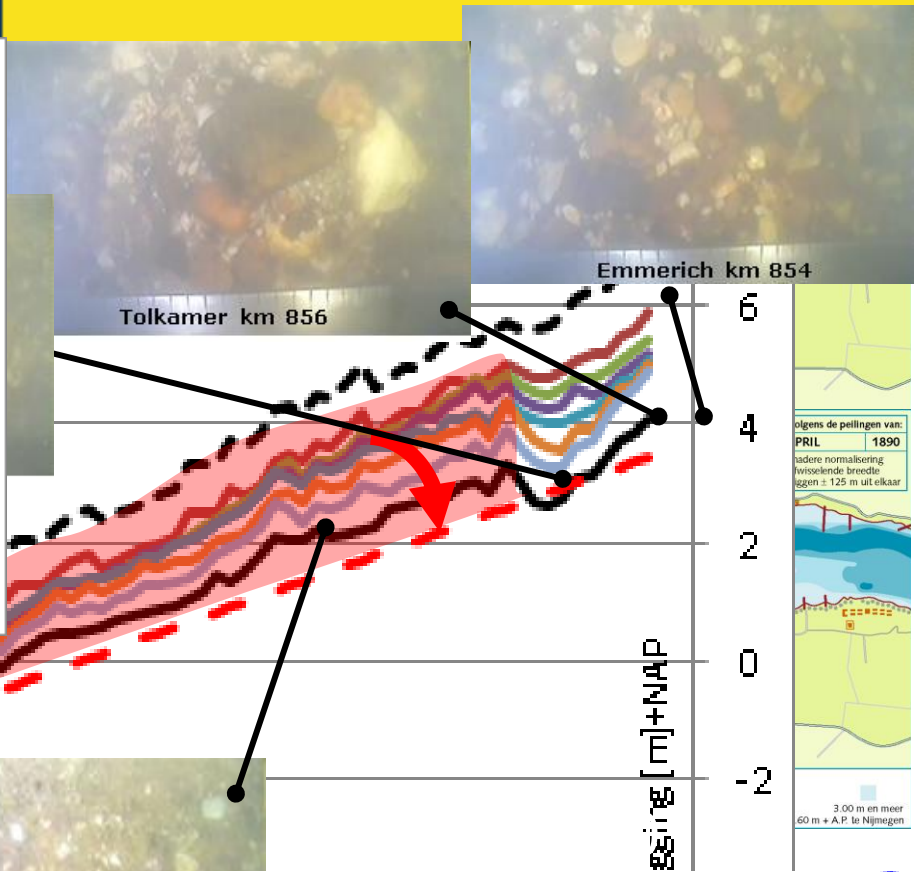 Emmerich km 854
Tolkamer km 856
6
4
2
0
-2
[m]+NAP
olgens de peilingen van:
PRIL 1890
nadere normalisering
fwisselende breedte
iggen ± 125 m uit elkaar
3.00 m en meer
.60 m + A.P. te Nijmegen